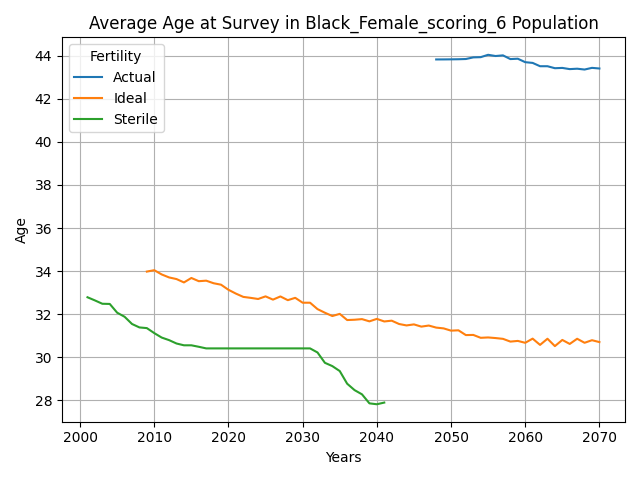 Average Age at Survey in Black_Female_scoring_6 Population
Fertility
Actual
Ideal
Sterile
44
42
40
38
36
34
32
30
28
Age
2000 2010 2020 2030 2040 2050 2060 2070
Years